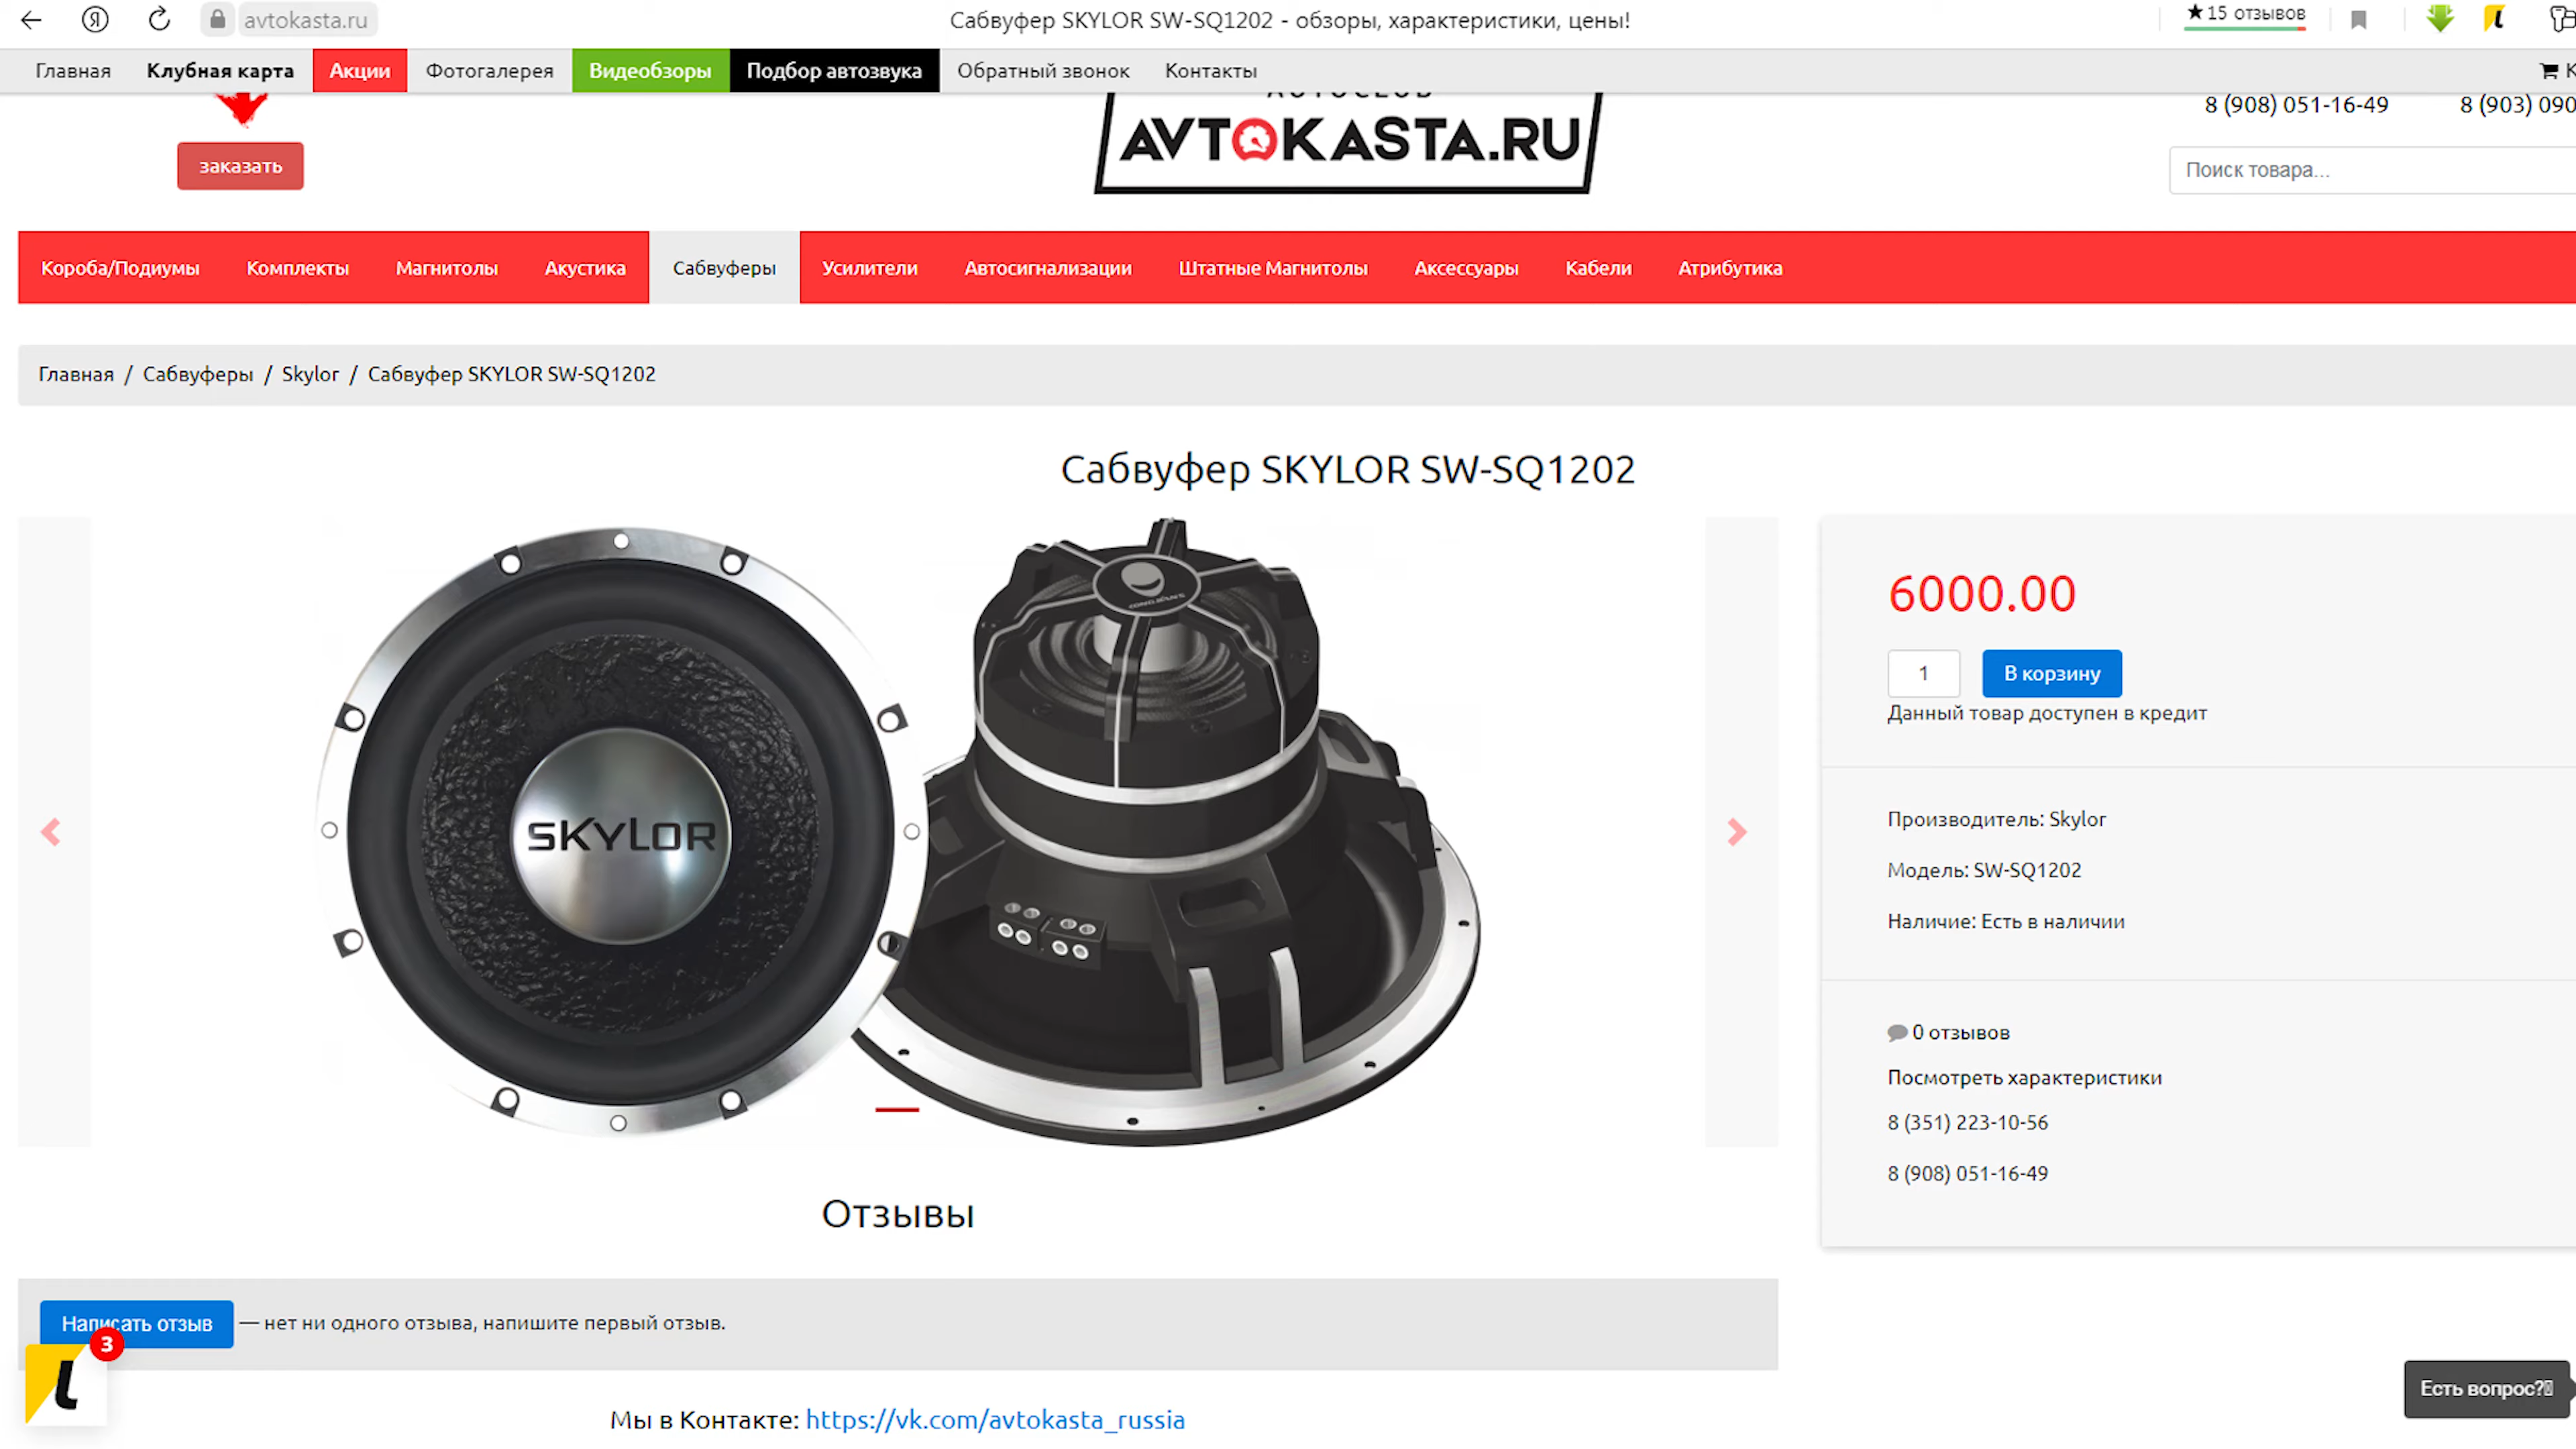 avtokasta.ru
Сабвуфер SKYLOR SW-SQ1202 - обзоры, характеристики, цены!
★15 отзывов
Главная Клубная карта Акции Фотогалерея Видеобзоры Подбор автозвука Обратный звонок Контакты
8 (908) 051-16-49 8 (903) 090
AVTOKASTA.RU
заказать
Поиск товара...
Короба/Подиумы Комплекты Магнитолы Акустика Сабвуферы Усилители Автосигнализации Штатные Магнитолы Аксессуары Кабели Атрибутика
Главная / Сабвуферы / Skylor / Сабвуфер SKYLOR SW-SQ1202
Сабвуфер SKYLOR SW-SQ1202
SKYLOR
6000.00
1 В корзину
Данный товар доступен в кредит
Производитель: Skylor
Модель: SW-SQ1202
Наличие: Есть в наличии
0 отзывов
Посмотреть характеристики
8 (351) 223-10-56
8 (908) 051-16-49
Отзывы
Написать отзыв — нет ни одного отзыва, напишите первый отзыв.
3
Есть вопрос?
Мы в Контакте: https://vk.com/avtokasta_russia